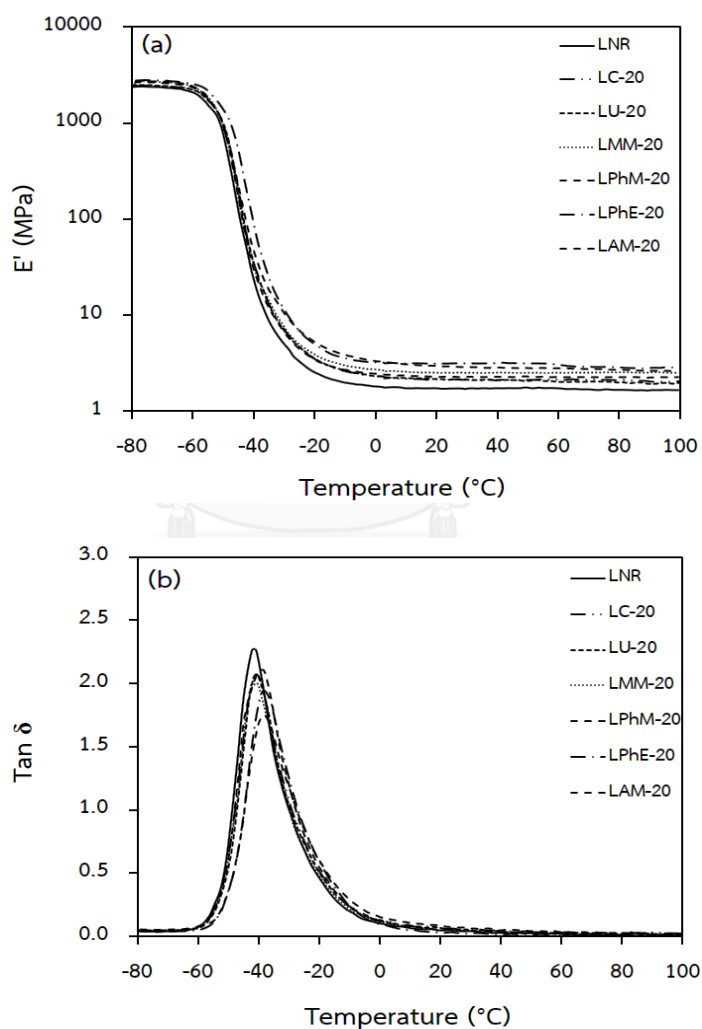 (a)
10000
1000
100
10
1
E' (MPa)
LNR
LC-20
LU-20
LMM-20
LPhM-20
LPhE-20
LAM-20
-80 -60 -40 -20 0 20 40 60 80 100
Temperature (°C)
(b)
3.0
2.5
2.0
1.5
1.0
0.5
0.0
Tan δ
LNR
LC-20
LU-20
LMM-20
LPhM-20
LPhE-20
LAM-20
-80 -60 -40 -20 0 20 40 60 80 100
Temperature (°C)